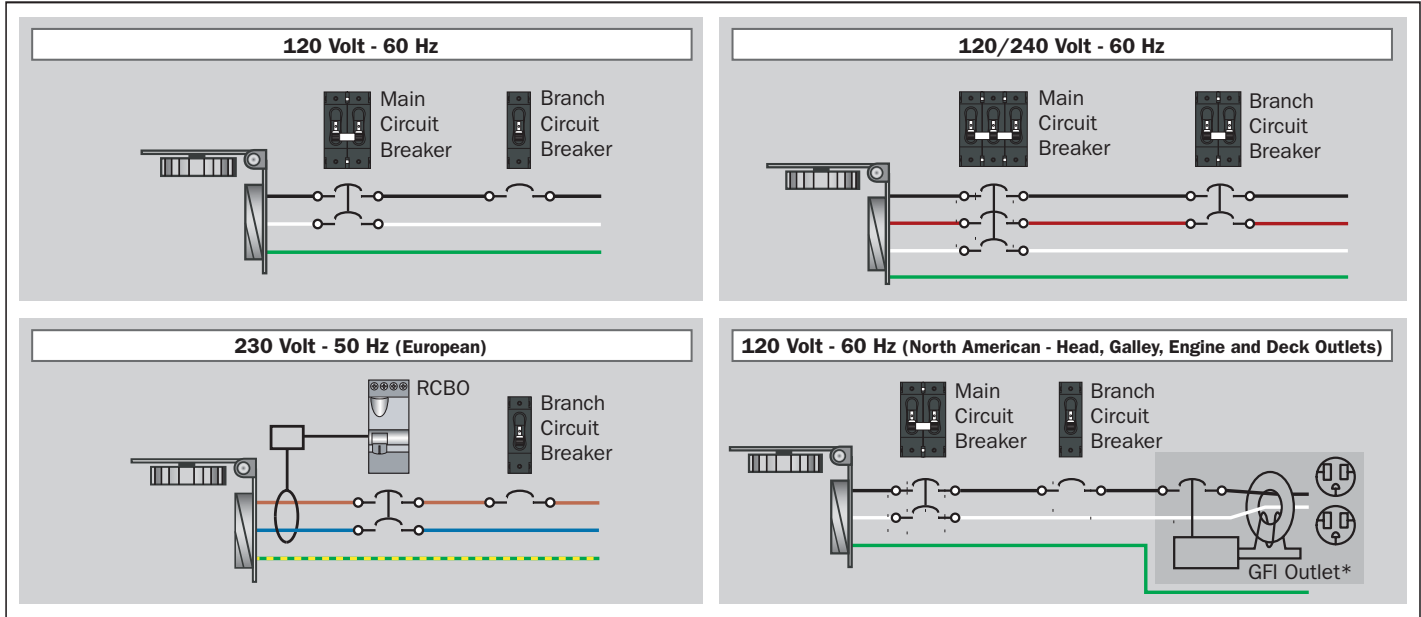 120 Volt - 60 Hz
Main
Circuit
Breaker
Branch
Circuit
Breaker
120/240 Volt - 60 Hz
Main
Circuit
Breaker
Branch
Circuit
Breaker
230 Volt - 50 Hz (European)
RCBO
Branch
Circuit
Breaker
120 Volt - 60 Hz (North American - Head, Galley, Engine and Deck Outlets)
Main
Circuit
Breaker
Branch
Circuit
Breaker
GFI Outlet*